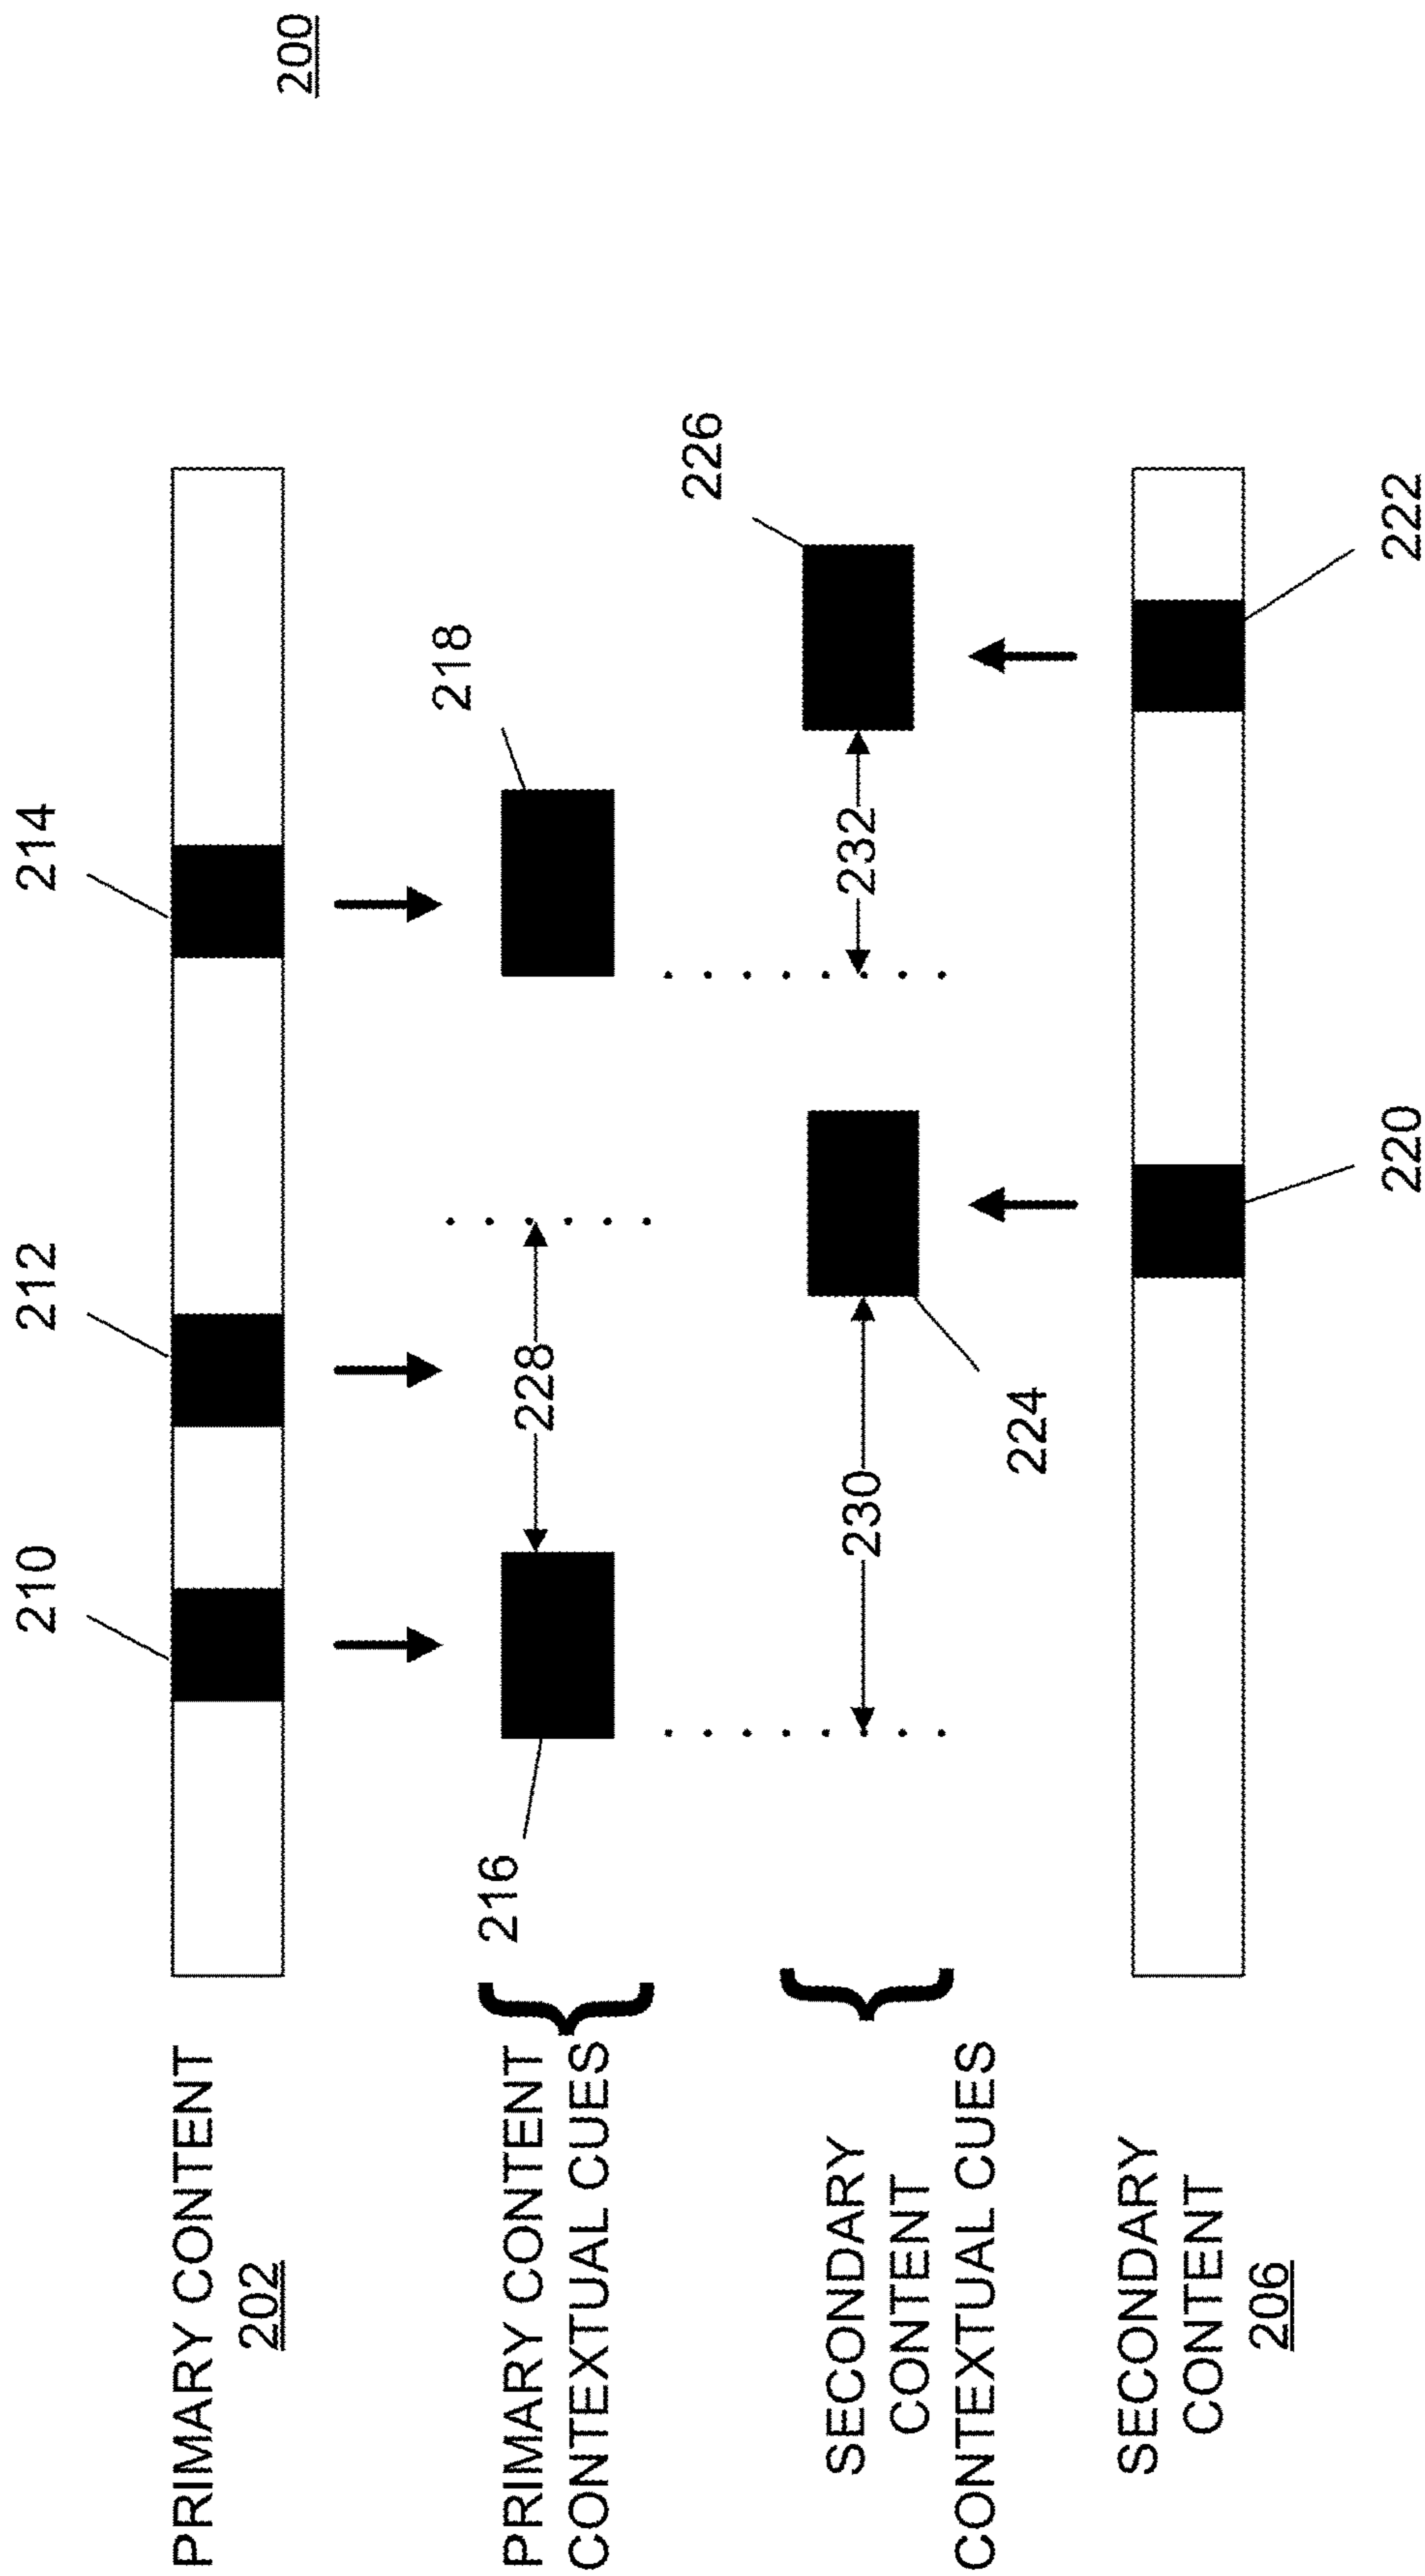 200
210
212
214
PRIMARY CONTENT
202
216
218
PRIMARY CONTENT
CONTEXTUAL CUES
228
226
SECONDARY
CONTENT
CONTEXTUAL CUES
230
232
224
SECONDARY
CONTENT
206
220
222